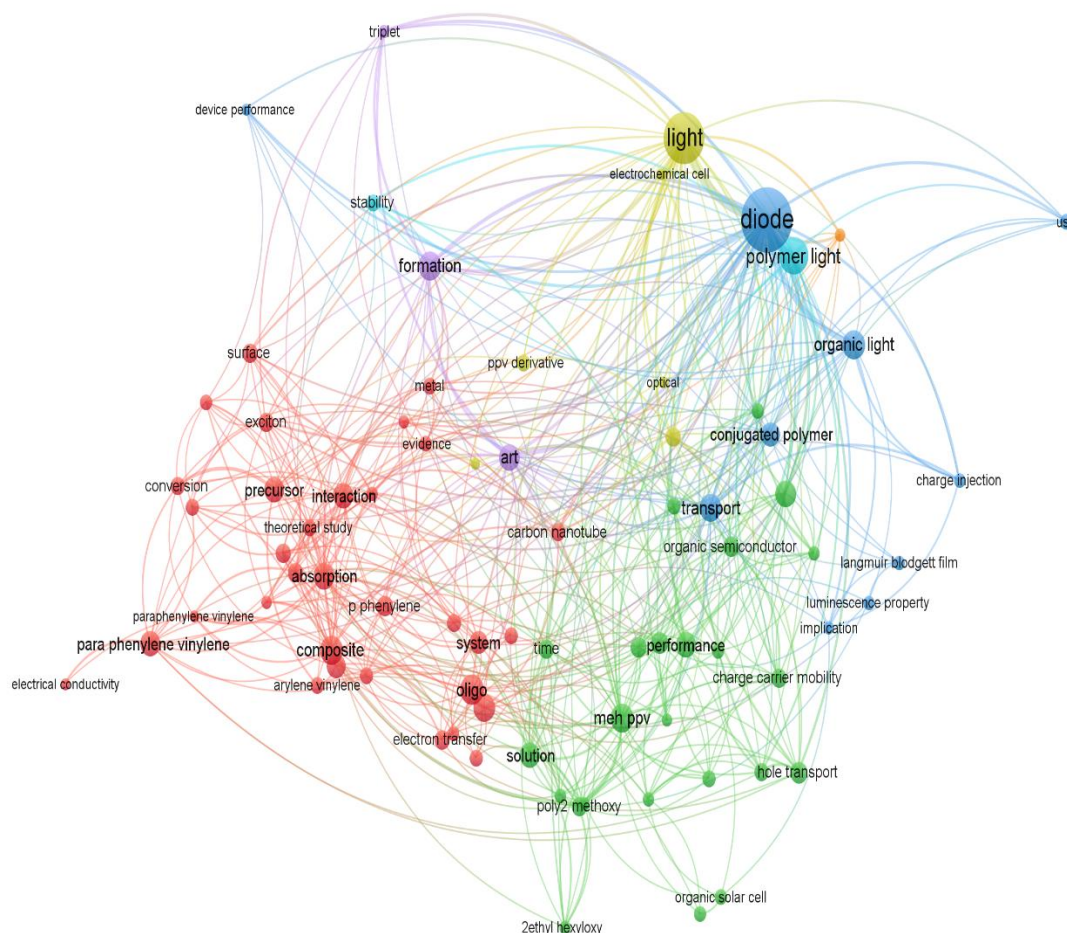 triplet
device performance
light
electrochemical cell
stability
diode
us
polymer light
formation
organic light
surface
ppv derivative
metal
optical
exciton
evidence
conjugated polymer
art
conversion
precursor
interaction
charge injection
transport
theoretical study
carbon nanotube
organic semiconductor
absorption
langmuir blodgett film
p phenylene
luminescence property
paraphenylene vinylene
implication
para phenylene vinylene
composite
system
time
performance
electrical conductivity
arylene vinylene
oligo
charge carrier mobility
meh ppv
electron transfer
solution
hole transport
poly2 methoxy
organic solar cell
2ethyl hexyloxy